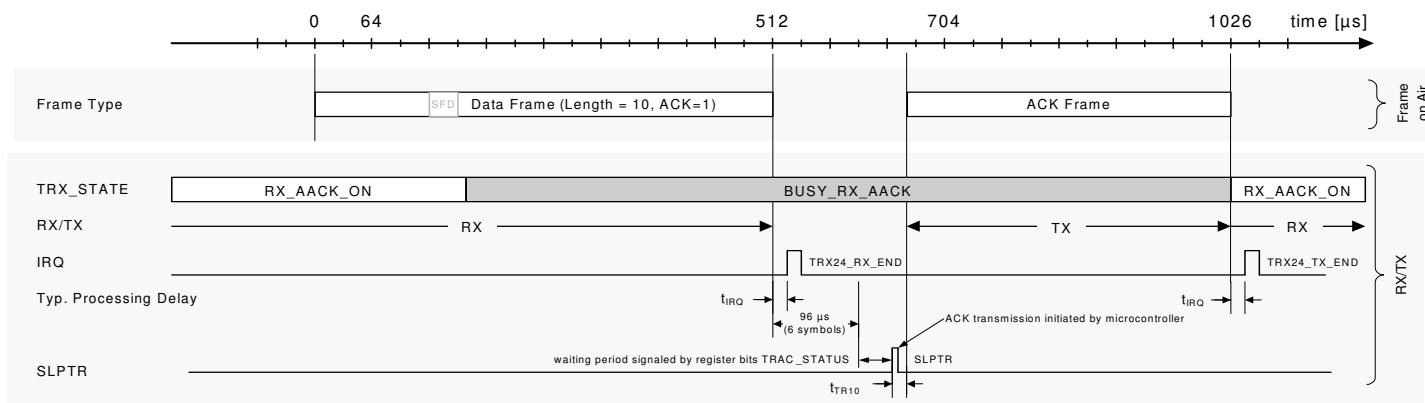 0 64 512 704 1026 time [µs]
Frame Type SFD Data Frame (Length = 10, ACK=1) ACK Frame
Frame
on Air
TRX_STATE RX_AACK_ON BUSY_RX_AACK RX_AACK_ON
RX/TX RX TX RX
IRQ TRX24_RX_END TRX24_TX_END
RX/TX
Typ. Processing Delay tIRQ tIRQ
96 µs
(6 symbols)
ACK transmission initiated by microcontroller
waiting period signaled by register bits TRAC_STATUS SLPTR
SLPTR
tTR10